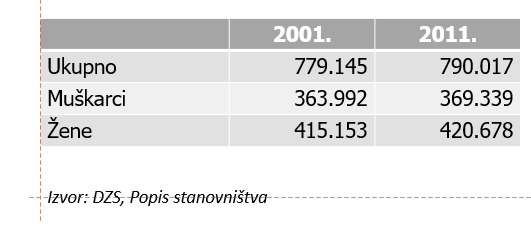 2001. 2011.
Ukupno 779.145 790.017
Muškarci 363.992 369.339
Žene 415.153 420.678
Izvor: DZS, Popis stanovništva